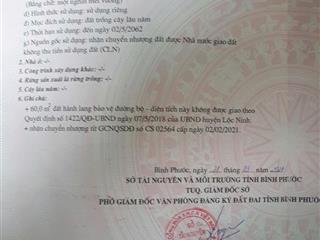 (Bằng chữ: một nghìn mét vuông)
d) Hình thức sử dụng: sử dụng riêng
đ) Mục đích sử dụng: đất trồng cây lâu năm
e) Thời hạn sử dụng: đến ngày 02/5/2062
g) Nguồn gốc sử dụng: nhận chuyển nhượng đất được Nhà nước giao đất
không thu tiền sử dụng đất (CLN)
2. Nhà ở: -/-
3. Công trình xây dựng khác: -/-
4. Rừng sản xuất là rừng trồng: -/-
5. Cây lâu năm: -/-
6. Ghi chú:
+ 60,0 m² đất hành lang bảo vệ đường bộ - diện tích này không được giao theo
Quyết định số 1422/QĐ-UBND ngày 07/5/2018 của UBND huyện Lộc Ninh.
+ nhận chuyển nhượng từ GCNQSDĐ số CS 02564 cấp ngày 02/02/2021.
Bình Phước, ngày
SỞ TÀI NGUYÊN VÀ MÔI TRƯỜNG TỈNH BÌNH PHƯỚC
TUQ. GIÁM ĐỐC SỞ
PHÓ GIÁM ĐỐC VĂN PHÒNG ĐĂNG KÝ ĐẤT ĐAI TỈNH BÌNH PHƯỚC